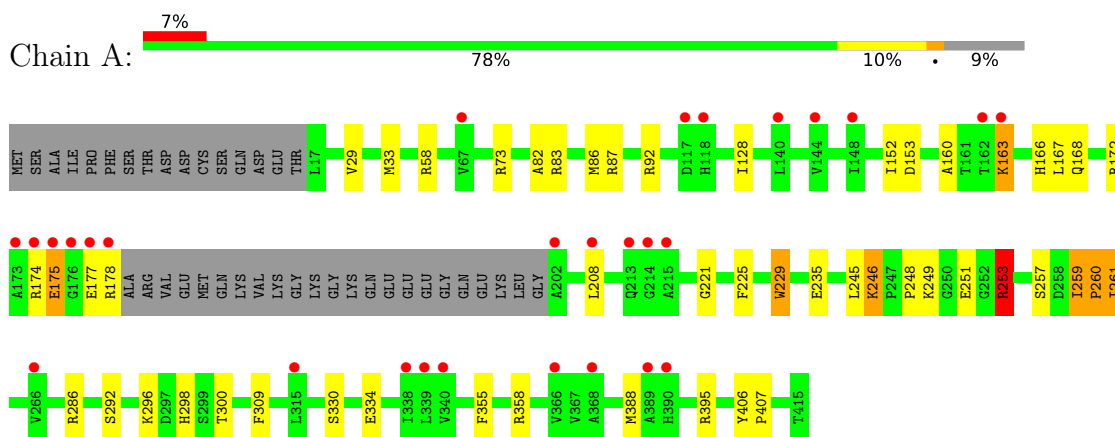 7%
Chain A:
78% 10% • 9%
MET SER ALA ILE PRO PHE SER THR ASP ASP CYS SER GLN ASP GLU THR L17 V29 M33 R58 V67 R73 A82 R83 M86 R87 R92 D117 H118 I128 L140 V144 I148 I152 D153 A160 T161 T162 K163 H166 L167 Q168 R172
A173 R174 E175 G176 E177 R178 ALA ARG VAL GLU MET GLN LYS VAL LYS GLY LYS GLY LYS GLN GLU GLU GLU GLY GLN GLU LYS LEU GLY A202 L208 Q213 G214 A215 G221 F225 W229 E235 L245 K246 P247 P248 K249 G250 E251 G252 R253 S257 D258 I259 P260 I261
V266 R286 S292 K296 D297 H298 S299 T300 F309 L315 S330 E334 I338 L339 V340 F355 R358 V366 V367 A368 M388 A389 H390 R395 Y406 P407 T415